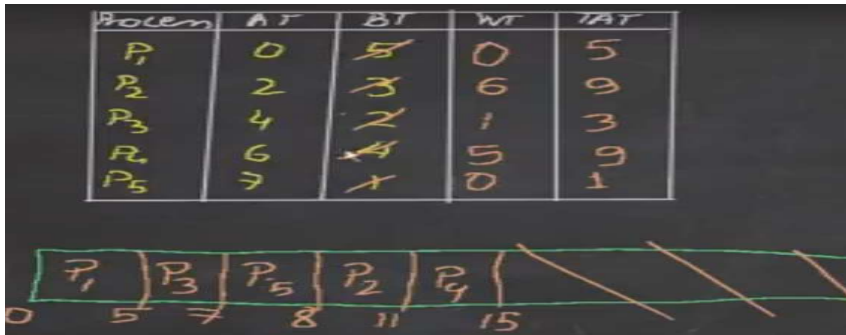 Process AT BT WT TAT
P1 0 5 0 5
P2 2 3 6 9
P3 4 2 1 3
P4 6 4 5 9
P5 7 1 0 1
P1 P3 P5 P2 P4
0 5 7 8 11 15